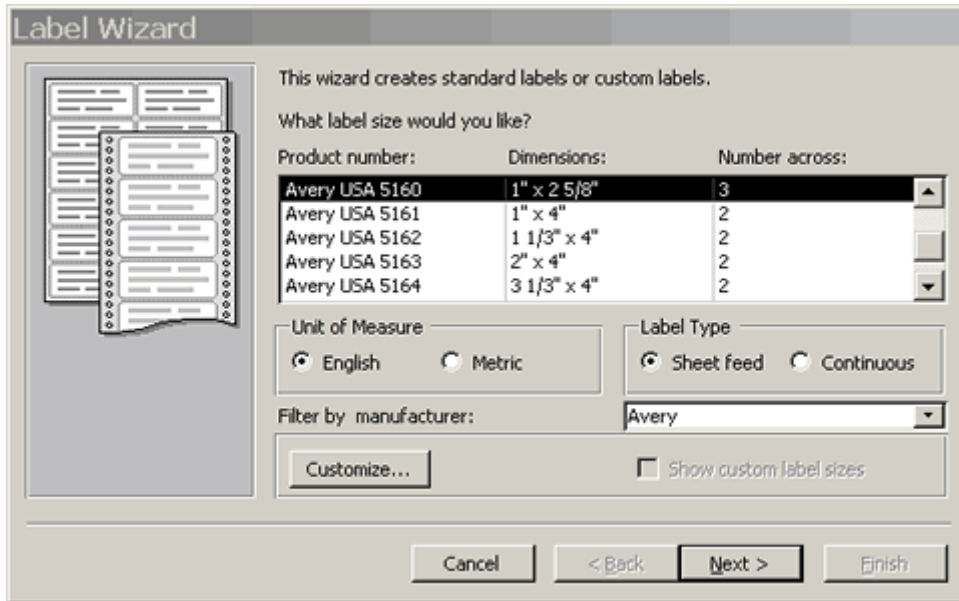 Label Wizard
This wizard creates standard labels or custom labels.
What label size would you like?
Product number: Dimensions: Number across:
Avery USA 5160 1" x 2 5/8" 3
Avery USA 5161 1" x 4" 2
Avery USA 5162 1 1/3" x 4" 2
Avery USA 5163 2" x 4" 2
Avery USA 5164 3 1/3" x 4" 2
Unit of Measure Label Type
English Metric Sheet feed Continuous
Filter by manufacturer: Avery
Customize... Show custom label sizes
Cancel < Back Next > Finish